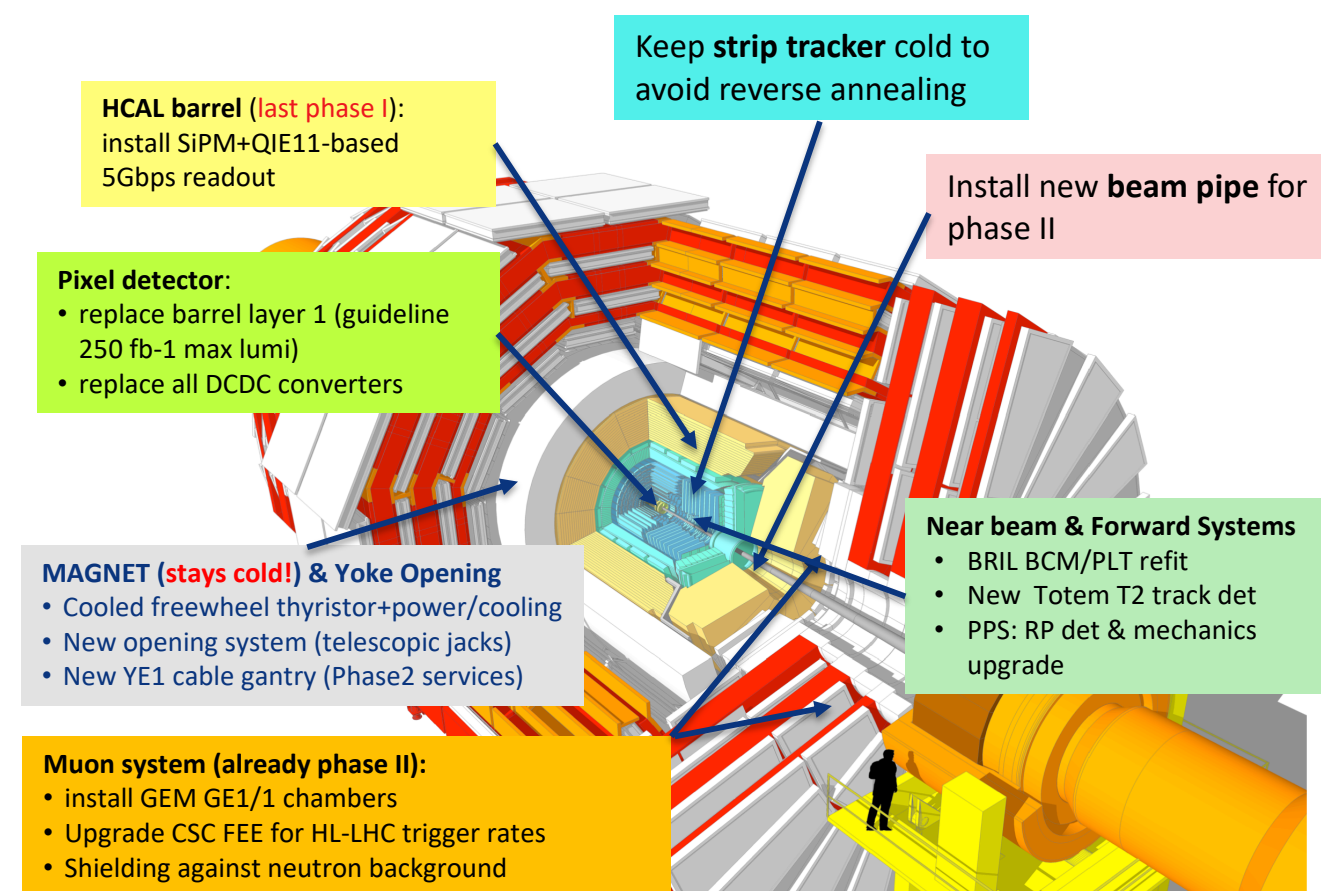 Keep strip tracker cold to
avoid reverse annealing
HCAL barrel (last phase I):
install SiPM+QIE11-based
5Gbps readout
Install new beam pipe for
phase II
Pixel detector:
• replace barrel layer 1 (guideline
250 fb-1 max lumi)
• replace all DCDC converters
Near beam & Forward Systems
• BRIL BCM/PLT refit
• New Totem T2 track det
• PPS: RP det & mechanics
upgrade
MAGNET (stays cold!) & Yoke Opening
• Cooled freewheel thyristor+power/cooling
• New opening system (telescopic jacks)
• New YE1 cable gantry (Phase2 services)
Muon system (already phase II):
• install GEM GE1/1 chambers
• Upgrade CSC FEE for HL-LHC trigger rates
• Shielding against neutron background